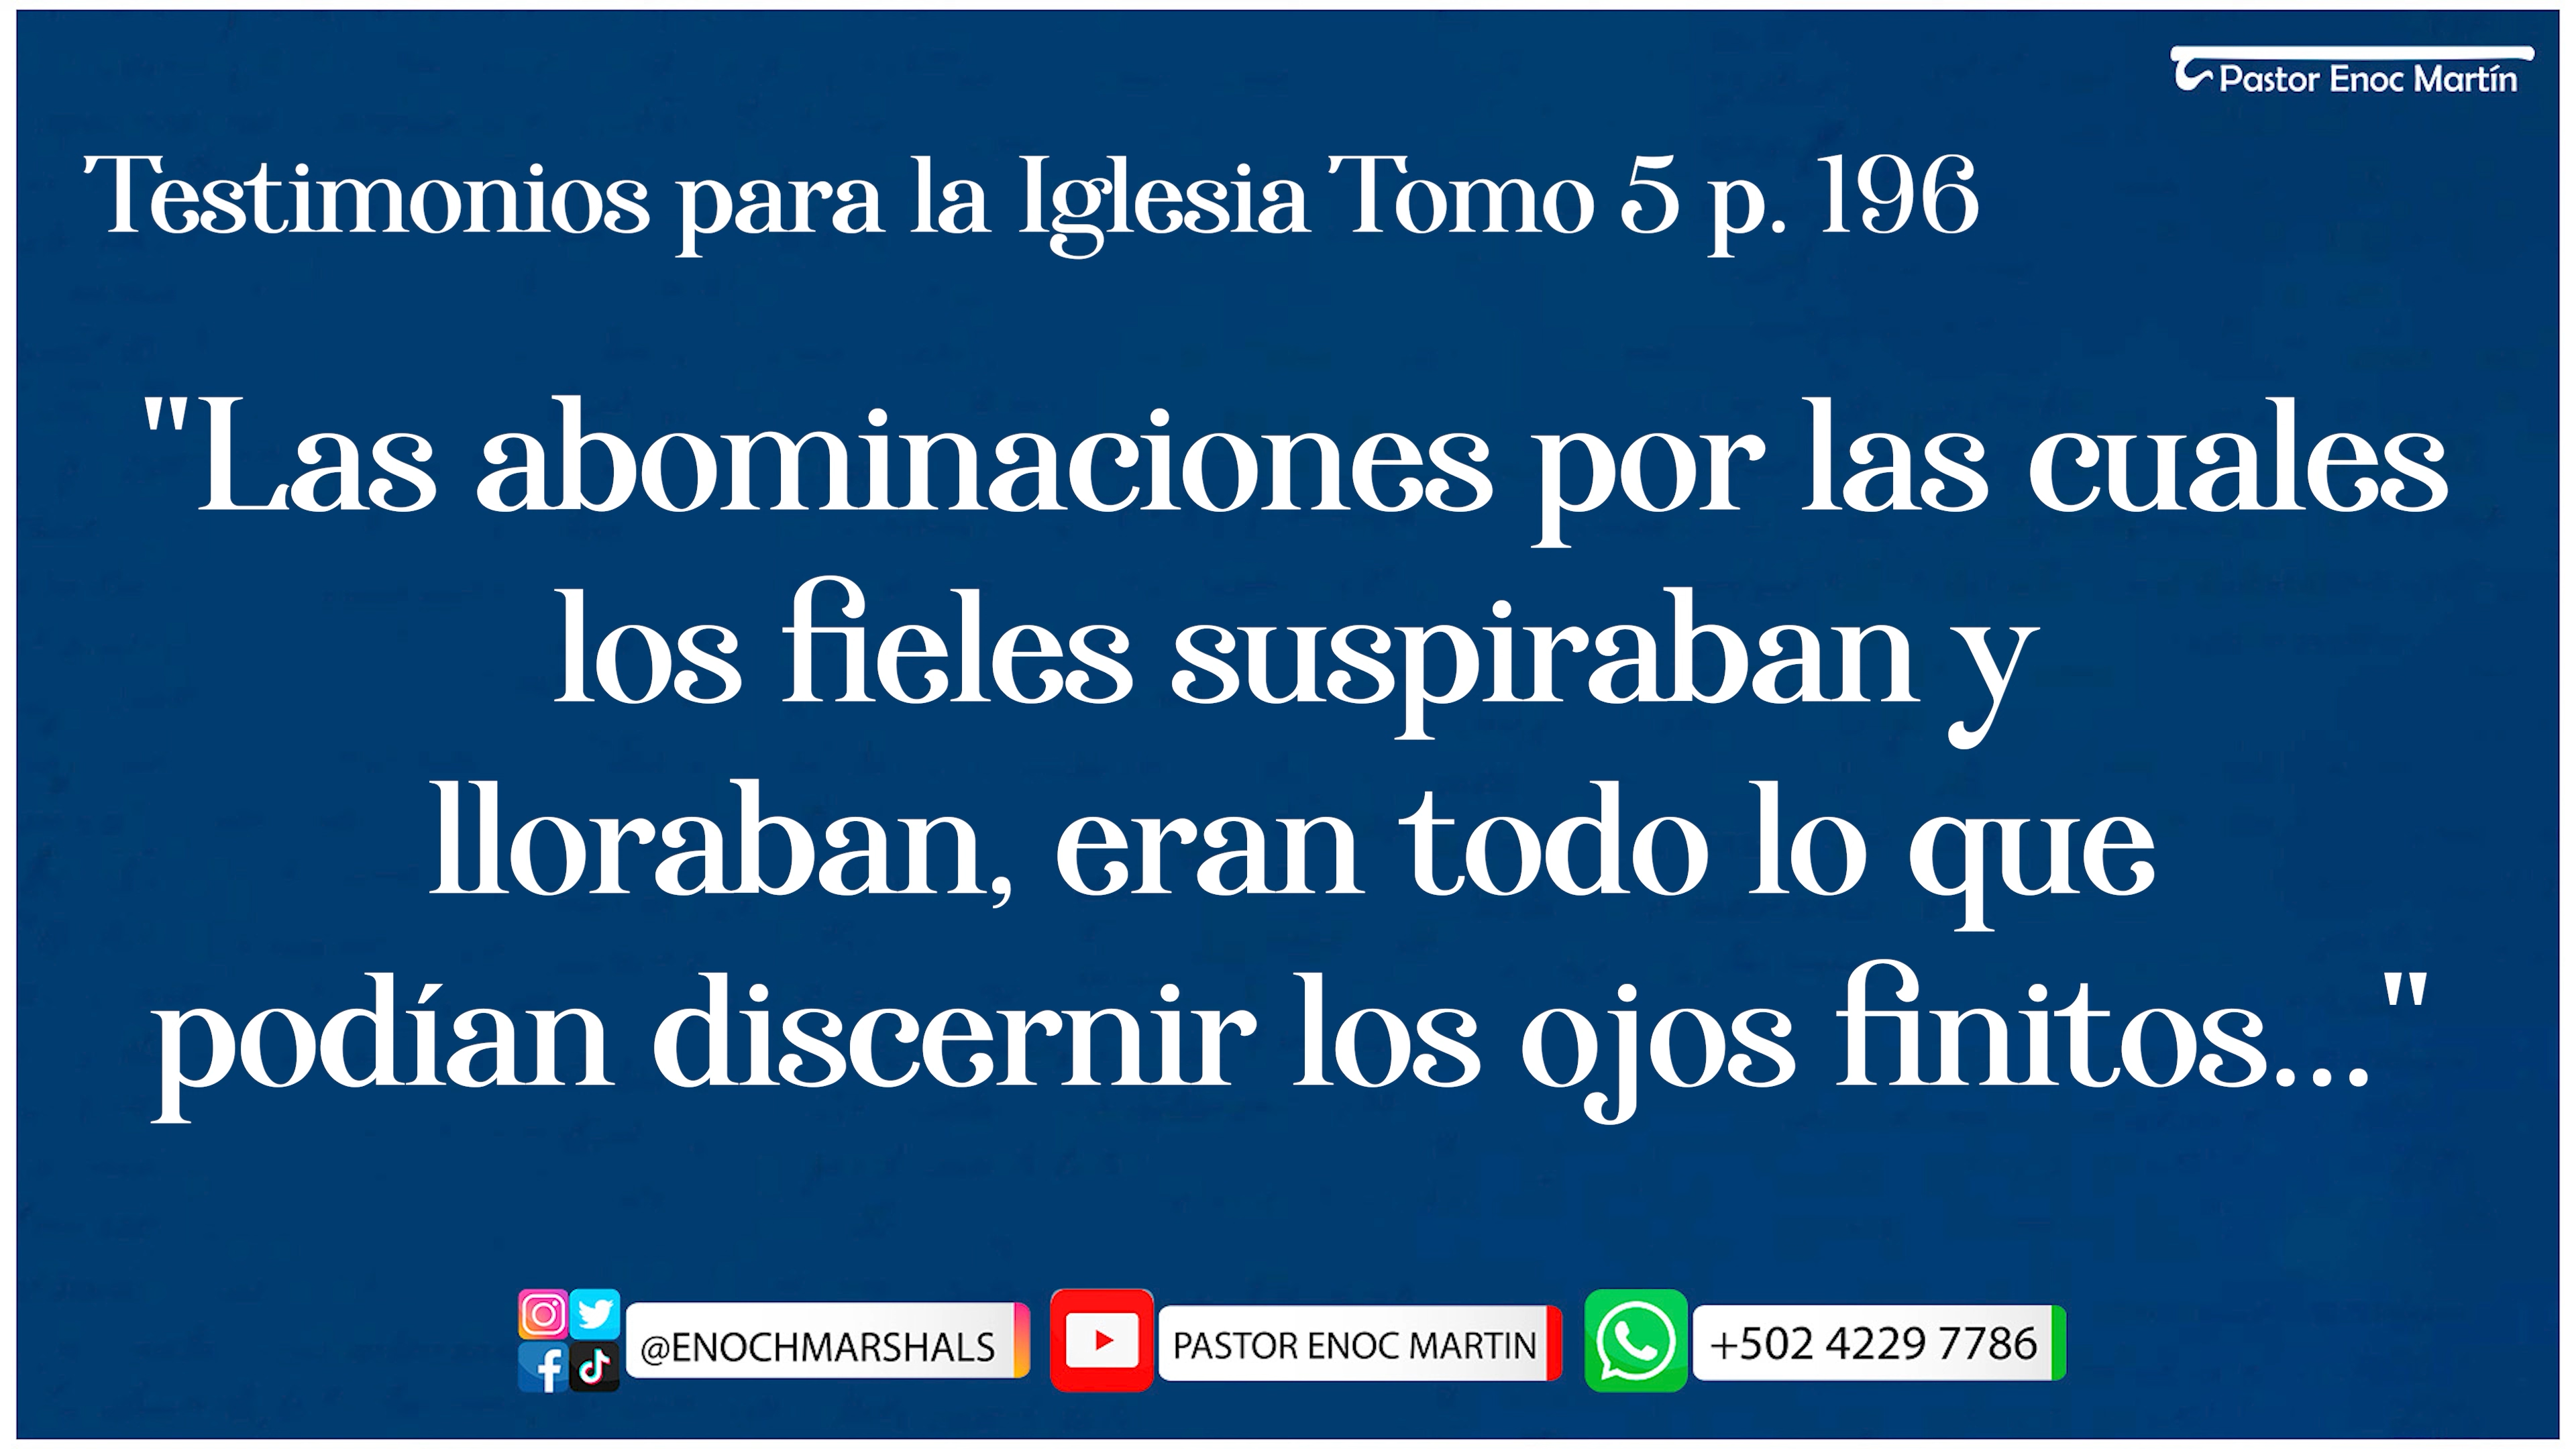 Pastor Enoc Martín
Testimonios para la Iglesia Tomo 5 p. 196
"Las abominaciones por las cuales
los fieles suspiraban y
lloraban, eran todo lo que
podían discernir los ojos finitos..."
@ENOCHMARSHALS
PASTOR ENOC MARTIN
+502 4229 7786